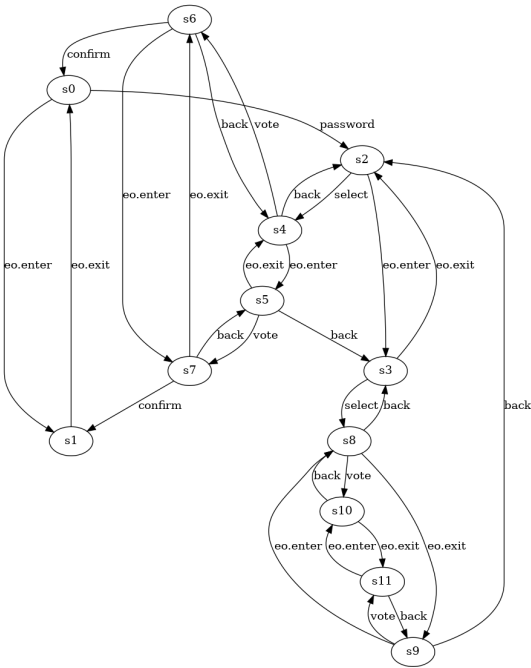 s6
confirm
s0
back vote
password
s2
eo.enter
eo.exit
back
select
s4
eo.enter
eo.exit
eo.exit
eo.enter
eo.enter
eo.exit
s5
back
vote
back
s7
s3
confirm
select
back
back
s1
s8
back
vote
s10
eo.enter
eo.enter
eo.exit
eo.exit
s11
vote
back
s9